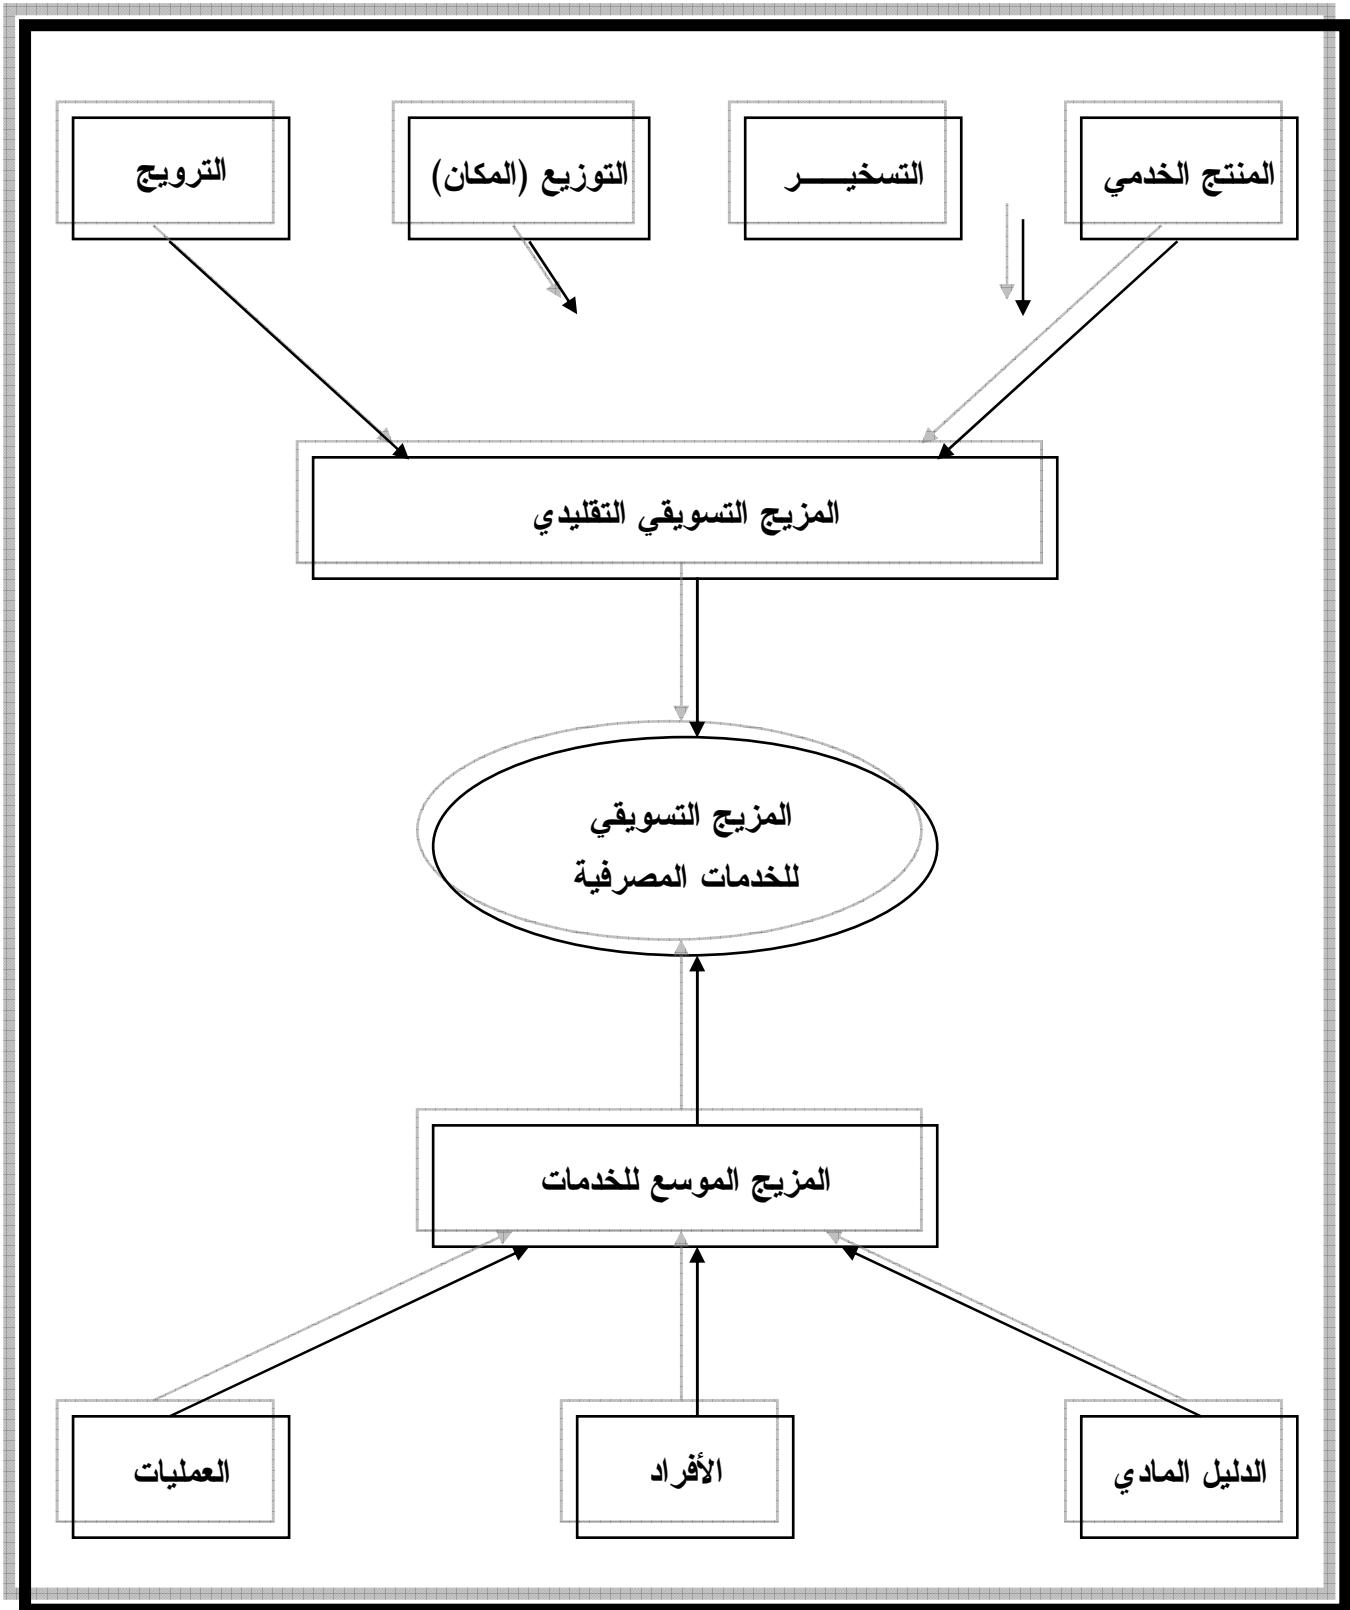 المنتج الخدمي
التسخيـــــر
التوزيع (المكان)
الترويج
المزيج التسويقي التقليدي
المزيج التسويقي
للخدمات المصرفية
المزيج الموسع للخدمات
الدليل المادي
الأفراد
العمليات